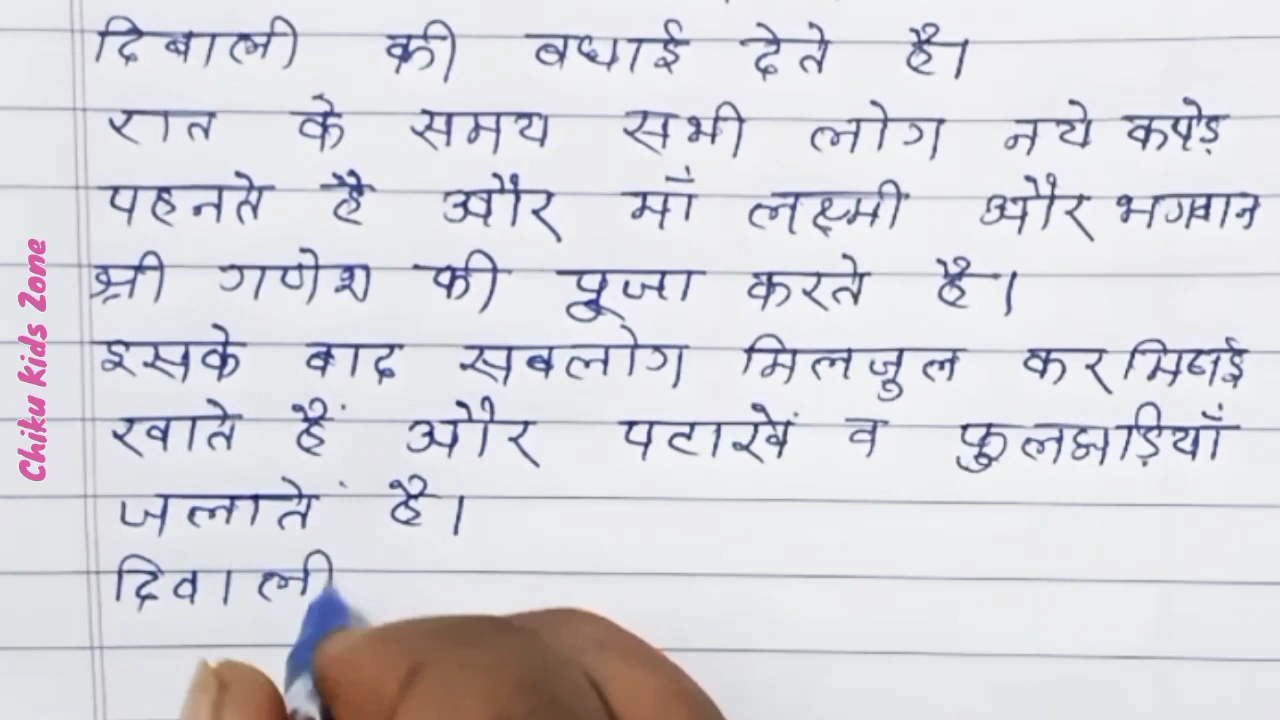 दिबाली की बधाई देते है।
रात के समय सभी लोग नये कपेड़
पहनते है और माँ लक्ष्मी और भगवान
श्री गणेश की पूजा करते है।
इसके बाद सबलोग मिलजुल कर मिठाई
खाते हैं और पटाखें व फुलझड़ियाँ
जलाते है।
दिवाली
Chiku Kids Zone